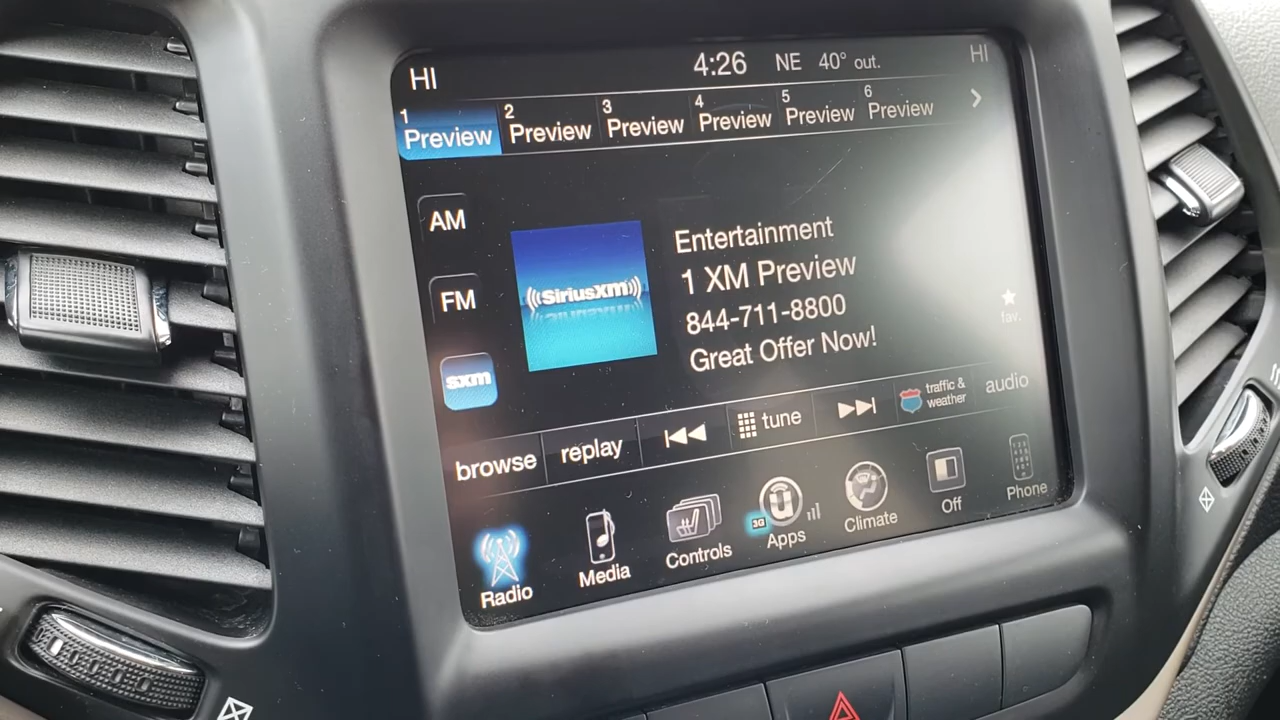 HI 4:26 NE 40° out. HI
1 Preview 2 Preview 3 Preview 4 Preview 5 Preview 6 Preview
AM
FM
sxm
((SiriusXM))
Entertainment
1 XM Preview
844-711-8800
Great Offer Now!
fav.
browse replay tune traffic & weather audio
Radio Media Controls 3G Apps Climate Off Phone